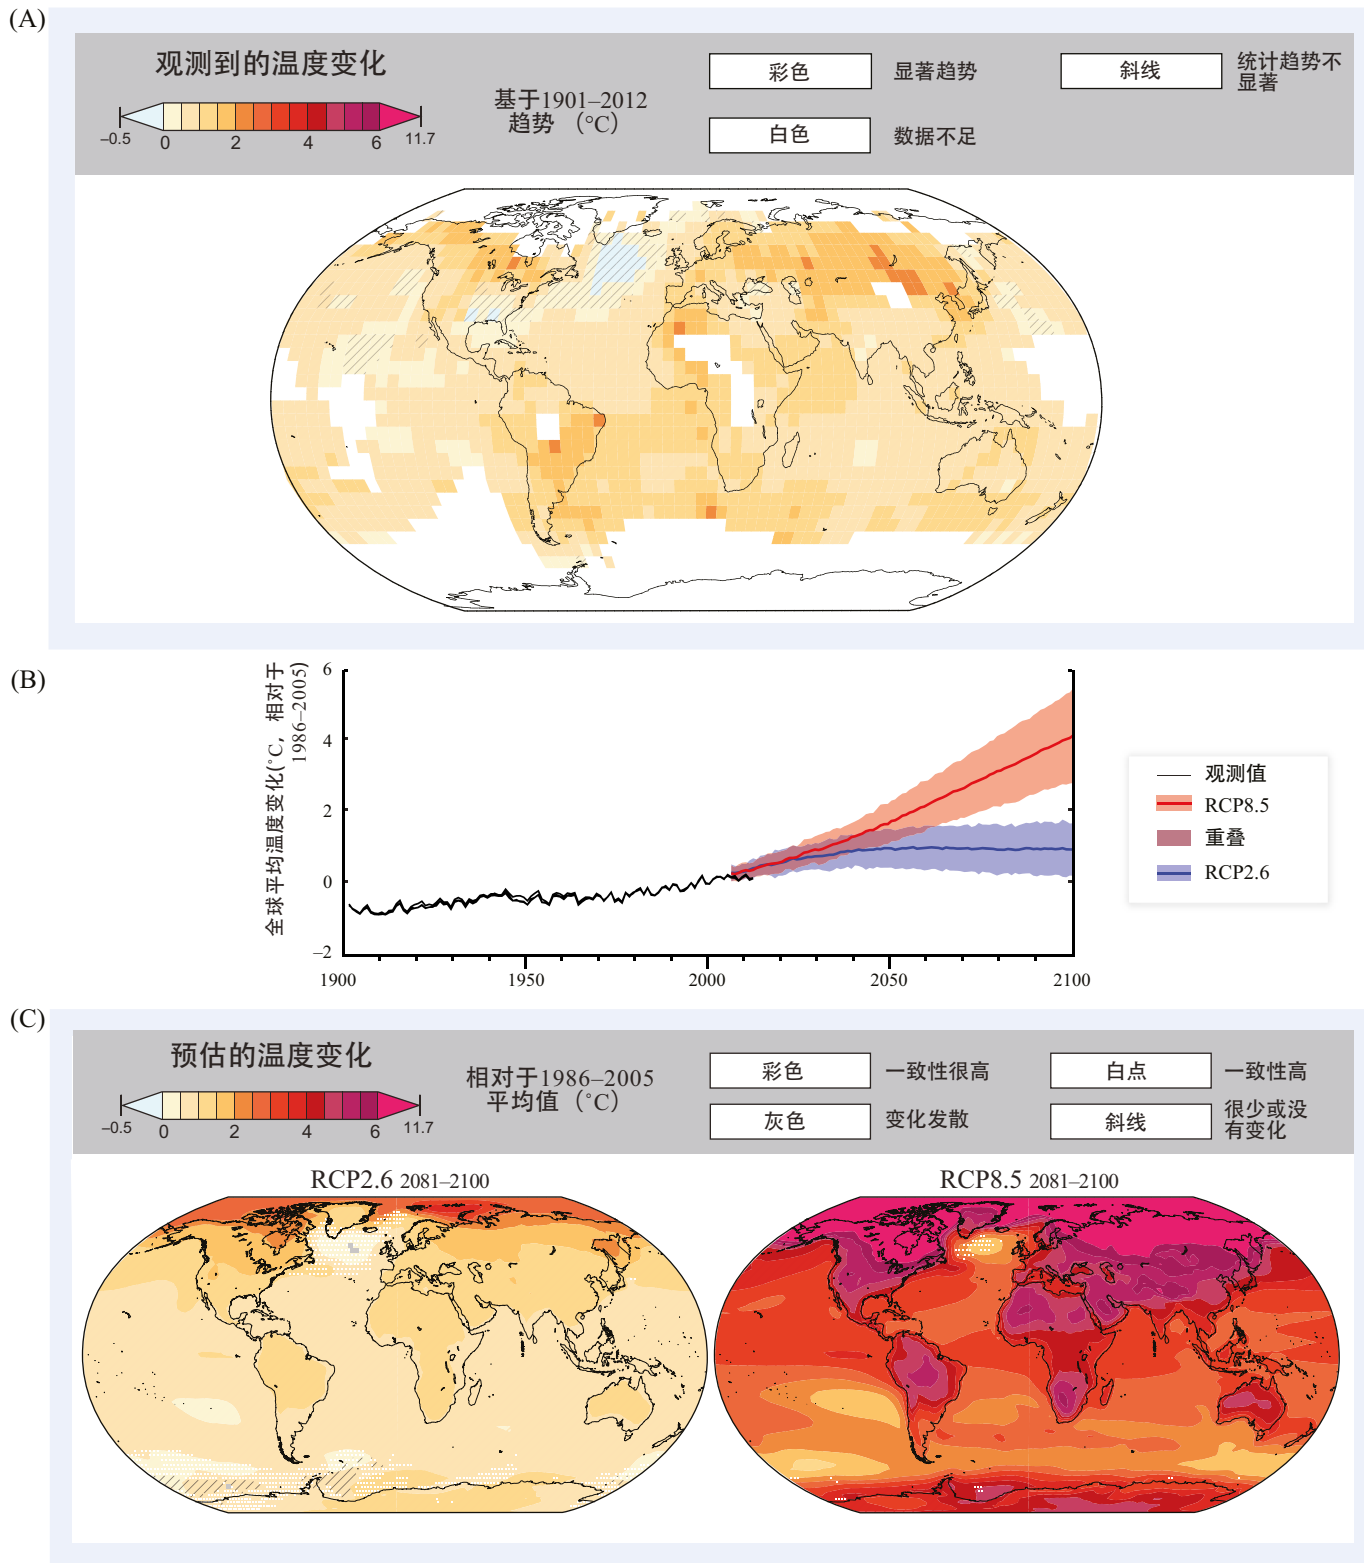 (A)
观测到的温度变化
–0.5
0
2
4
6
11.7
基于1901–2012
趋势 （°C）
彩色
显著趋势
斜线
统计趋势不
显著
白色
数据不足
(B)
全球平均温度变化(°C，相对于
1986–2005)
6
4
2
0
–2
1900
1950
2000
2050
2100
观测值
RCP8.5
重叠
RCP2.6
(C)
预估的温度变化
–0.5
0
2
4
6
11.7
相对于1986–2005
平均值（°C）
彩色
一致性很高
白点
一致性高
灰色
变化发散
斜线
很少或没
有变化
RCP2.6 2081–2100
RCP8.5 2081–2100